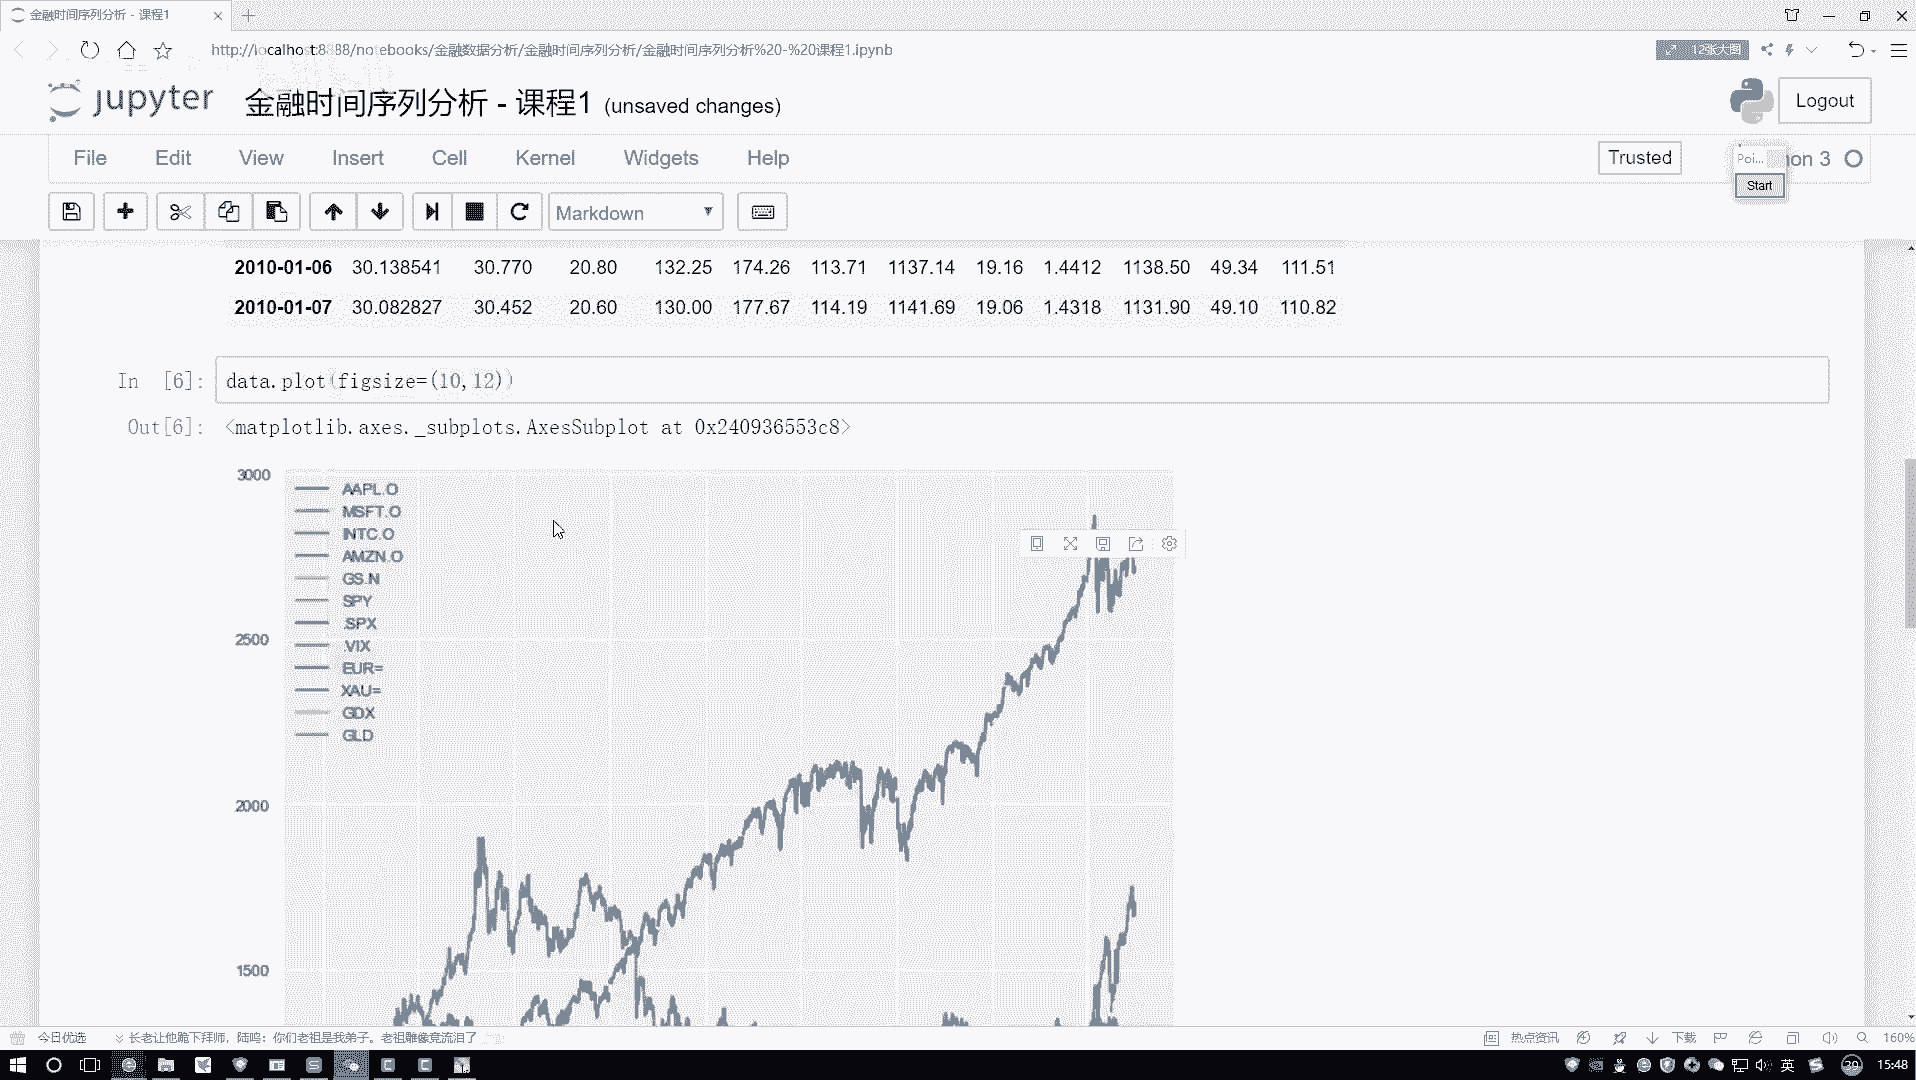 金融时间序列分析 - 课程1
http://localhost:8888/notebooks/金融数据分析/金融时间序列分析/金融时间序列分析%20-%20课程1.ipynb
12张大图
jupyter 金融时间序列分析 - 课程1 (unsaved changes)
Logout
File Edit View Insert Cell Kernel Widgets Help
Trusted
Poi... on 3
Start
Markdown
2010-01-06 30.138541 30.770 20.80 132.25 174.26 113.71 1137.14 19.16 1.4412 1138.50 49.34 111.51
2010-01-07 30.082827 30.452 20.60 130.00 177.67 114.19 1141.69 19.06 1.4318 1131.90 49.10 110.82
In [6]: data.plot(figsize=(10,12))
Out[6]: <matplotlib.axes._subplots.AxesSubplot at 0x240936553c8>
3000
AAPL.O
MSFT.O
INTC.O
AMZN.O
GS.N
SPY
.SPX
.VIX
EUR=
XAU=
GDX
GLD
2500
2000
1500
今日优选
长老让他跪下拜师，陆鸣：你们老祖是我弟子。老祖雕像竟流泪了
热点资讯
下载
160%
英
29
15:48